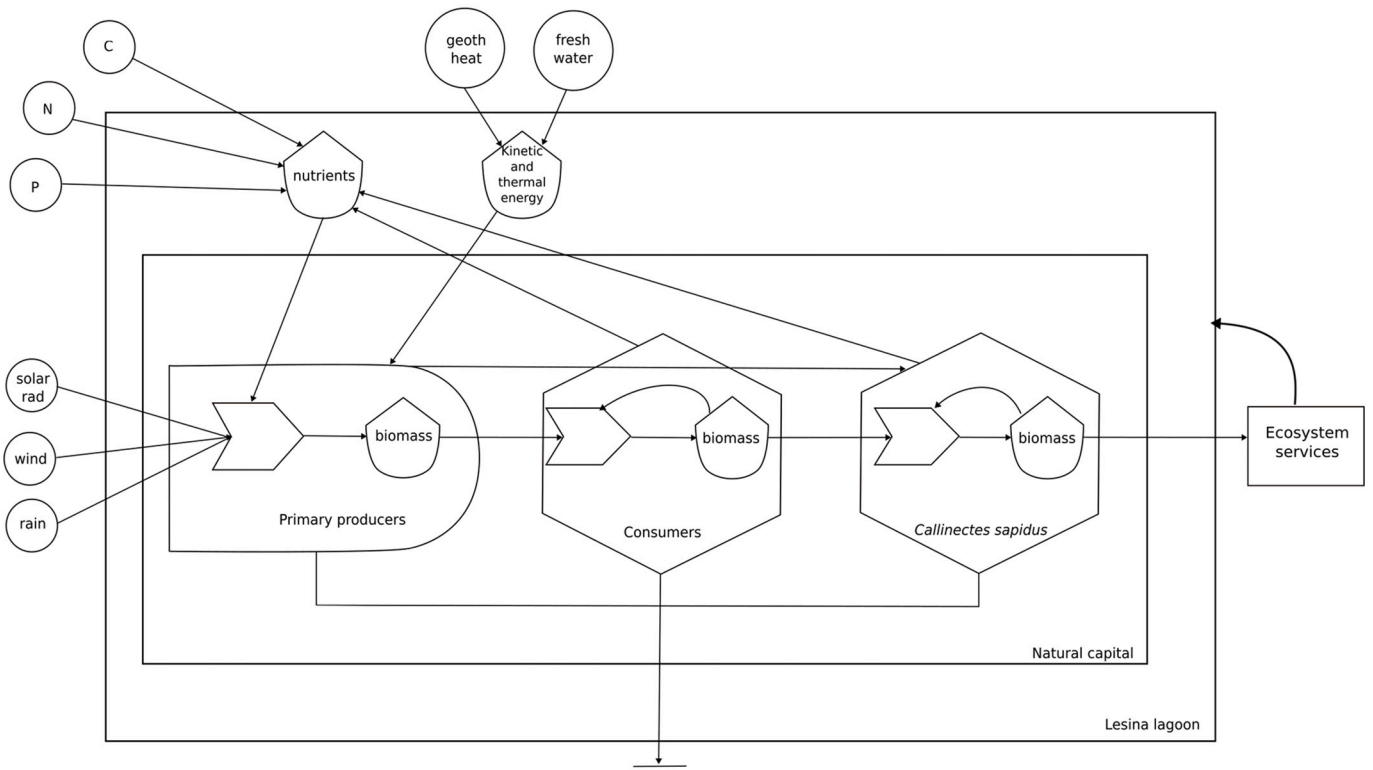 C
geoth
heat
fresh
water
N
P
nutrients
Kinetic
and
thermal
energy
solar
rad
wind
rain
biomass
Primary producers
biomass
Consumers
biomass
Callinectes sapidus
Ecosystem
services
Natural capital
Lesina lagoon